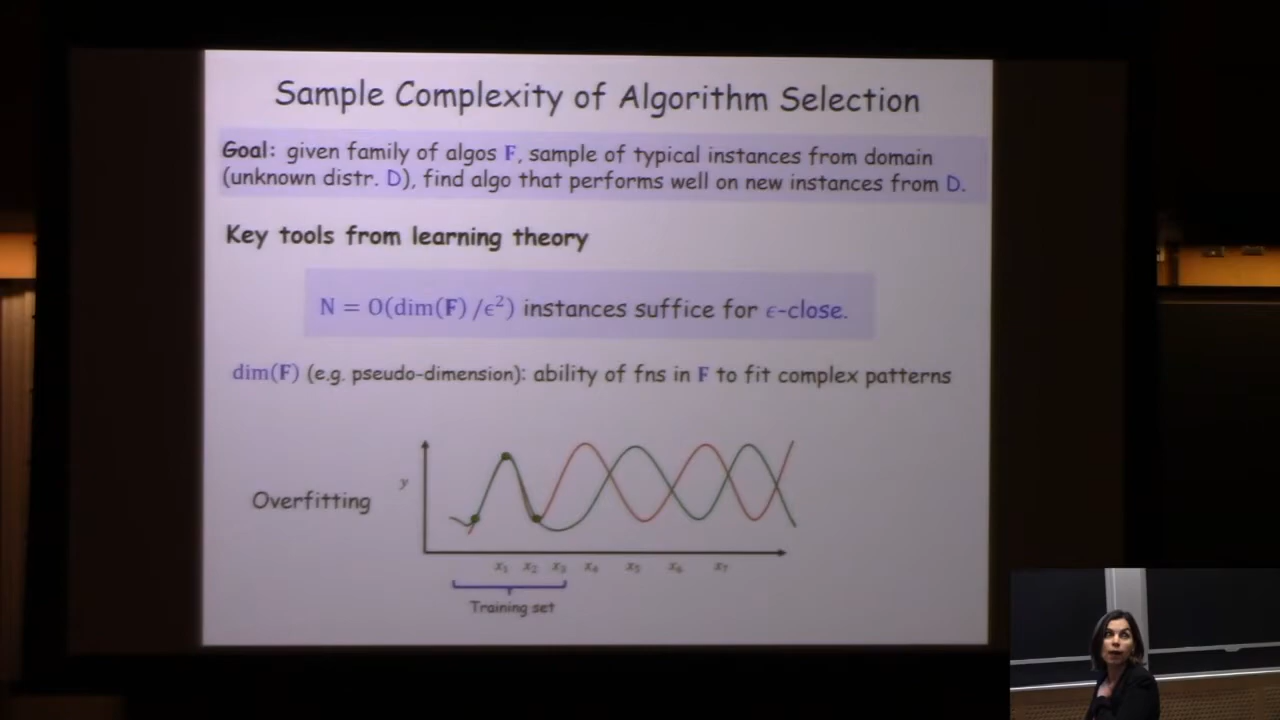 Sample Complexity of Algorithm Selection
Goal: given family of algos F, sample of typical instances from domain
(unknown distr. D), find algo that performs well on new instances from D.
Key tools from learning theory
N = O(dim(F) /ϵ²) instances suffice for ϵ-close.
dim(F) (e.g. pseudo-dimension): ability of fns in F to fit complex patterns
Overfitting
y
x₁ x₂ x₃ x₄ x₅ x₆ x₇
Training set